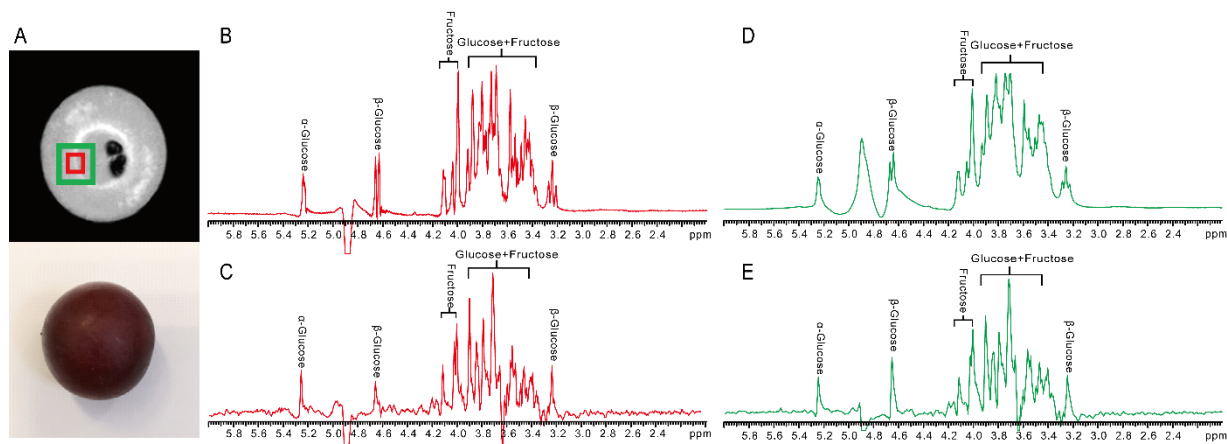 A
B
Fructose
Glucose+Fructose
α-Glucose
β-Glucose
β-Glucose
5.8 5.6 5.4 5.2 5.0 4.8 4.6 4.4 4.2 4.0 3.8 3.6 3.4 3.2 3.0 2.8 2.6 2.4 ppm
C
Fructose
Glucose+Fructose
α-Glucose
β-Glucose
β-Glucose
5.8 5.6 5.4 5.2 5.0 4.8 4.6 4.4 4.2 4.0 3.8 3.6 3.4 3.2 3.0 2.8 2.6 2.4 ppm
D
Fructose
Glucose+Fructose
α-Glucose
β-Glucose
β-Glucose
5.8 5.6 5.4 5.2 5.0 4.8 4.6 4.4 4.2 4.0 3.8 3.6 3.4 3.2 3.0 2.8 2.6 2.4 ppm
E
Fructose
Glucose+Fructose
α-Glucose
β-Glucose
β-Glucose
5.8 5.6 5.4 5.2 5.0 4.8 4.6 4.4 4.2 4.0 3.8 3.6 3.4 3.2 3.0 2.8 2.6 2.4 ppm